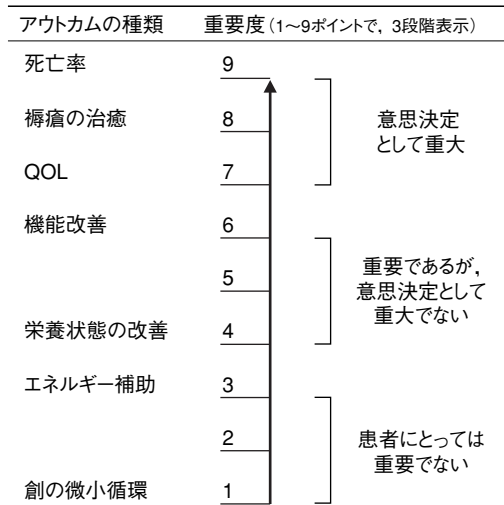 アウトカムの種類 重要度(1〜9ポイントで,3段階表示)
死亡率 9
褥瘡の治癒 8
意思決定
として重大
QOL 7
機能改善 6
5
重要であるが,
意思決定として
重大でない
栄養状態の改善 4
エネルギー補助 3
2
患者にとっては
重要でない
創の微小循環 1